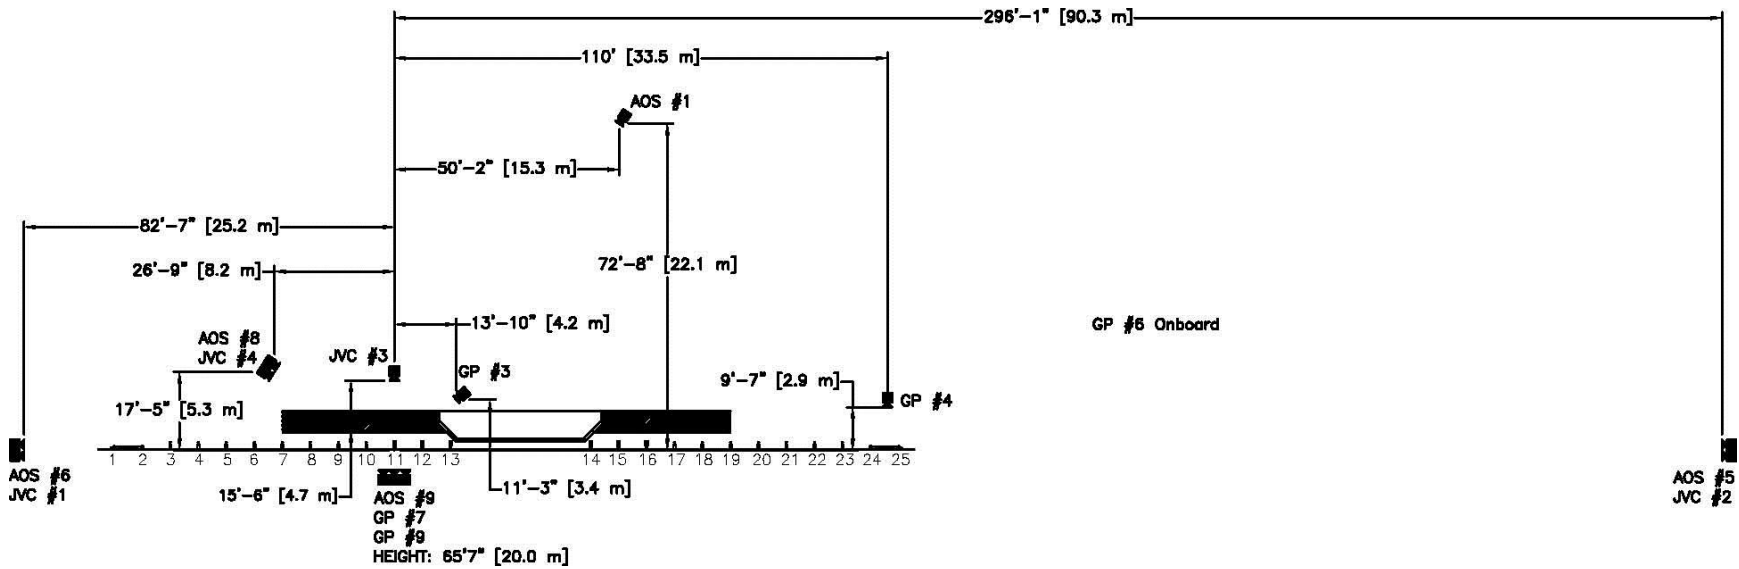 296'-1" [90.3 m]
110' [33.5 m]
AOS #1
50'-2" [15.3 m]
82'-7" [25.2 m]
26'-9" [8.2 m]
72'-8" [22.1 m]
13'-10" [4.2 m]
GP #6 Onboard
AOS #8
JVC #4
JVC #3
GP #3
9'-7" [2.9 m]
GP #4
17'-5" [5.3 m]
1 2 3 4 5 6 7 8 9 10 11 12 13 14 15 16 17 18 19 20 21 22 23 24 25
AOS #6
JVC #1
15'-6" [4.7 m]
11'-3" [3.4 m]
AOS #9
GP #7
GP #9
HEIGHT: 65'7" [20.0 m]
AOS #5
JVC #2